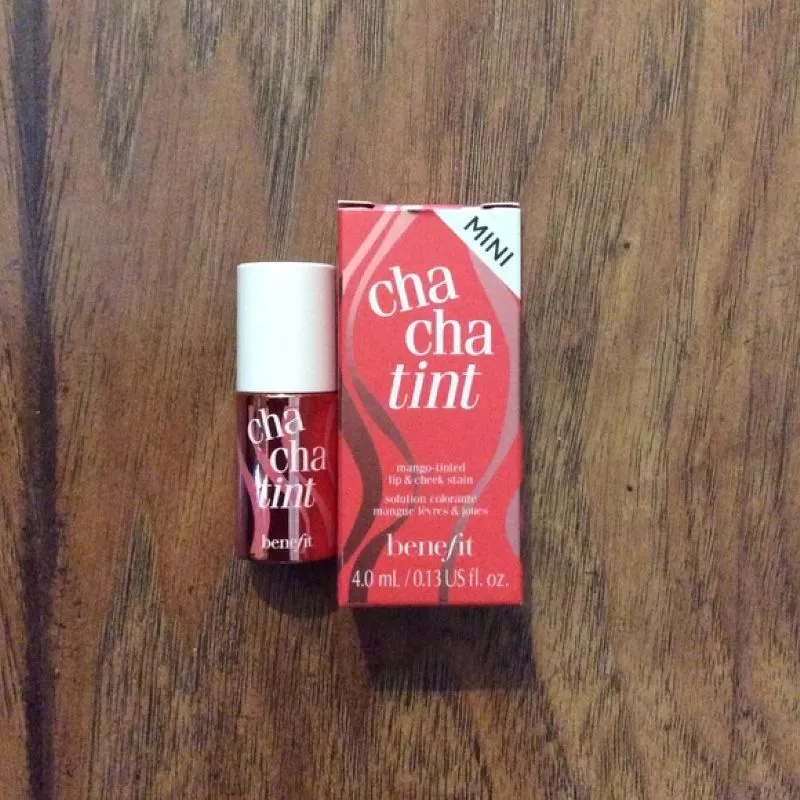 cha
cha
tint
benefit
MINI
cha
cha
tint
mango-tinted
lip & cheek stain
solution colorante
mangue lèvres & joues
benefit
4.0 mL / 0.13 US fl. oz.